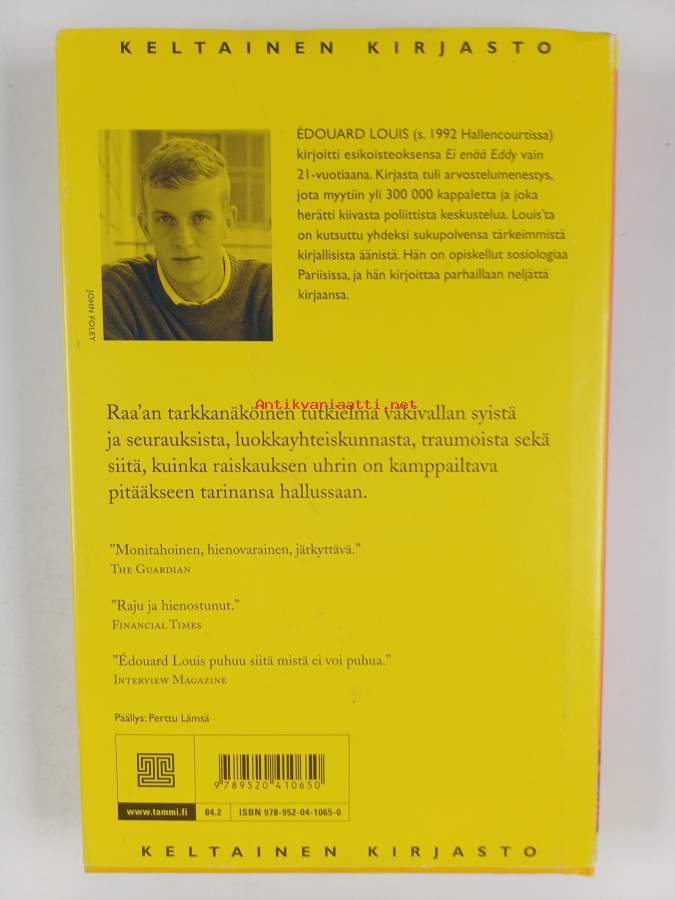 KELTAINEN KIRJASTO
ÉDOUARD LOUIS (s. 1992 Hallencourtissa)
kirjoitti esikoisteoksensa Ei enää Eddy vain
21-vuotiaana. Kirjasta tuli arvostelumenestys,
jota myytiin yli 300 000 kappaletta ja joka
herätti kiivasta poliittista keskustelua. Louis'ta
on kutsuttu yhdeksi sukupolvensa tärkeimmistä
kirjallisista äänistä. Hän on opiskellut sosiologiaa
Pariisissa, ja hän kirjoittaa parhaillaan neljättä
kirjaansa.
JOHN FOLEY
Antikvariaatti.net
Raa'an tarkkanäköinen tutkielma väkivallan syistä
ja seurauksista, luokkayhteiskunnasta, traumoista sekä
siitä, kuinka raiskauksen uhrin on kamppailtava
pitääkseen tarinansa hallussaan.
"Monitahoinen, hienovarainen, järkyttävä."
THE GUARDIAN
"Raju ja hienostunut."
FINANCIAL TIMES
"Édouard Louis puhuu siitä mistä ei voi puhua."
INTERVIEW MAGAZINE
Päällys: Perttu Lämsä
9 789520 410650
www.tammi.fi 84.2 ISBN 978-952-04-1065-0
KELTAINEN KIRJASTO